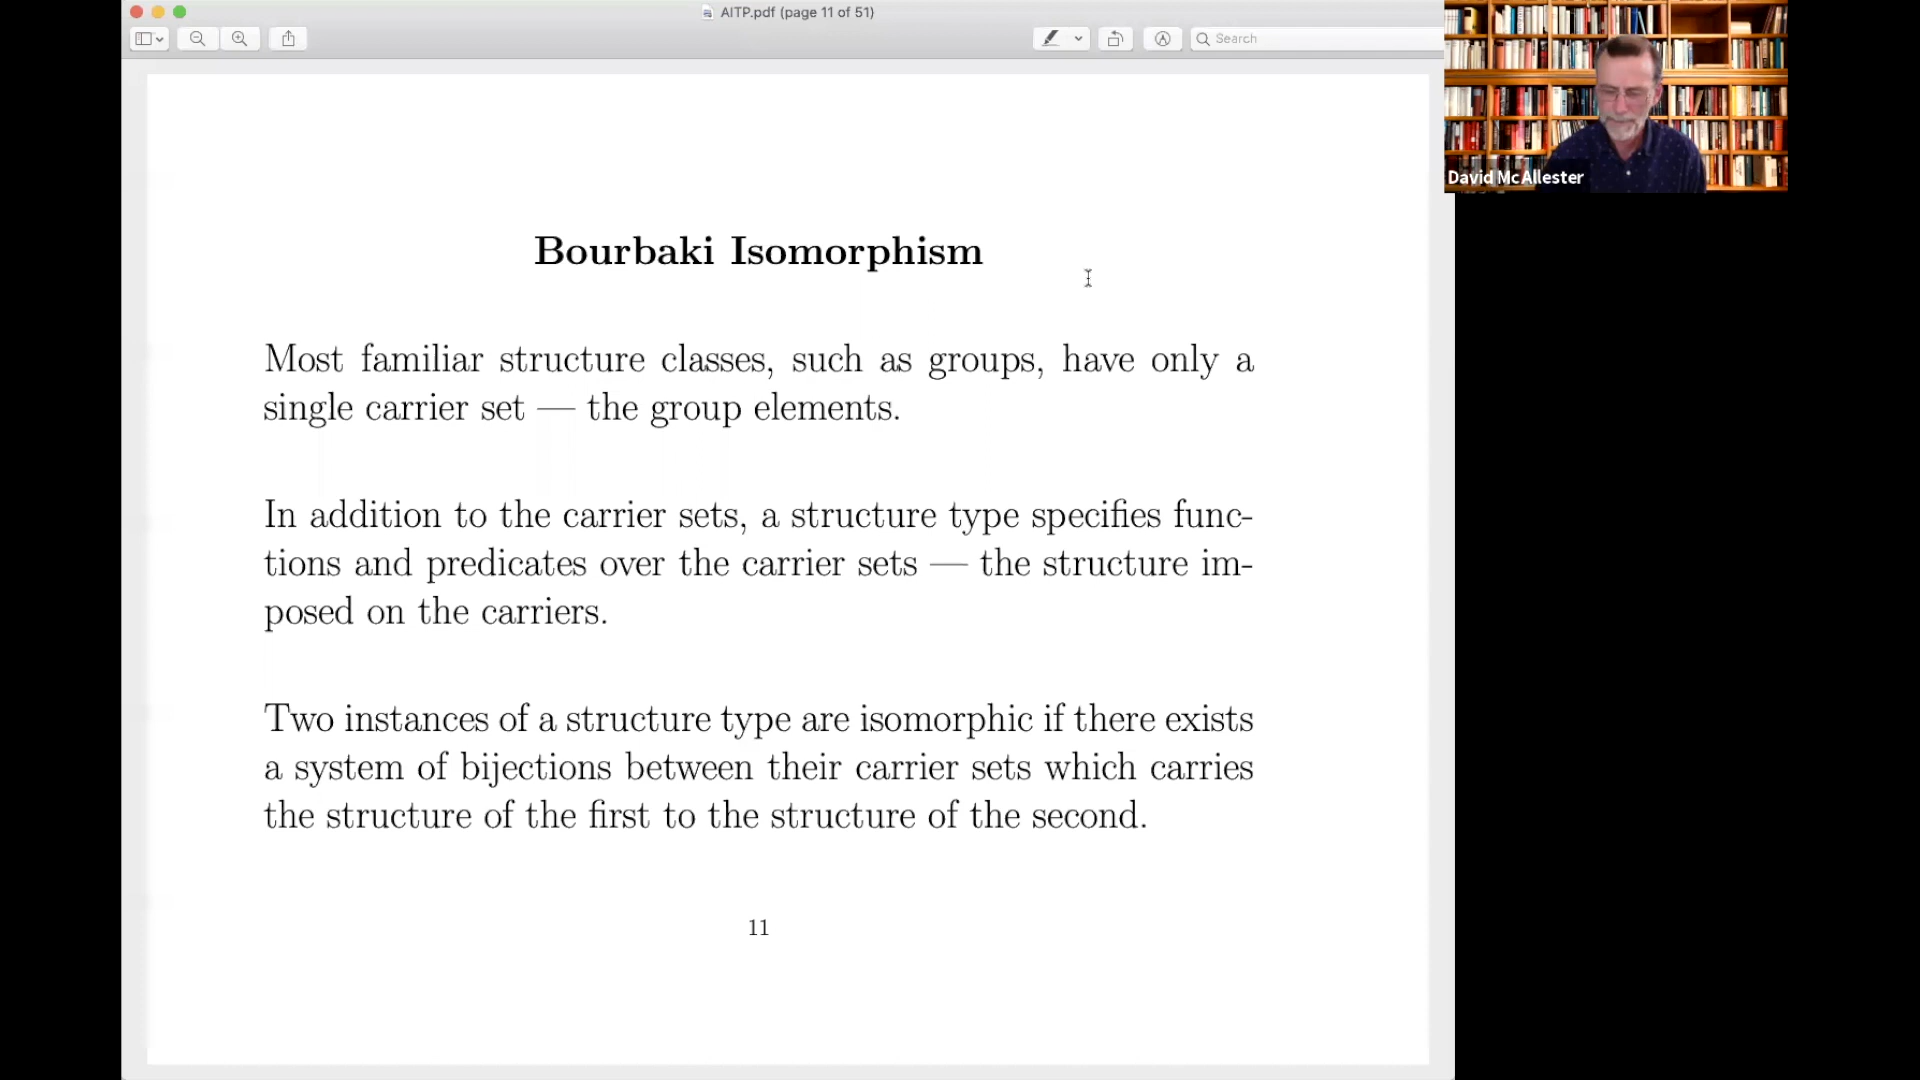 AITP.pdf (page 11 of 51)
Search
David McAllester
Bourbaki Isomorphism
Most familiar structure classes, such as groups, have only a
single carrier set — the group elements.
In addition to the carrier sets, a structure type specifies func-
tions and predicates over the carrier sets — the structure im-
posed on the carriers.
Two instances of a structure type are isomorphic if there exists
a system of bijections between their carrier sets which carries
the structure of the first to the structure of the second.
11